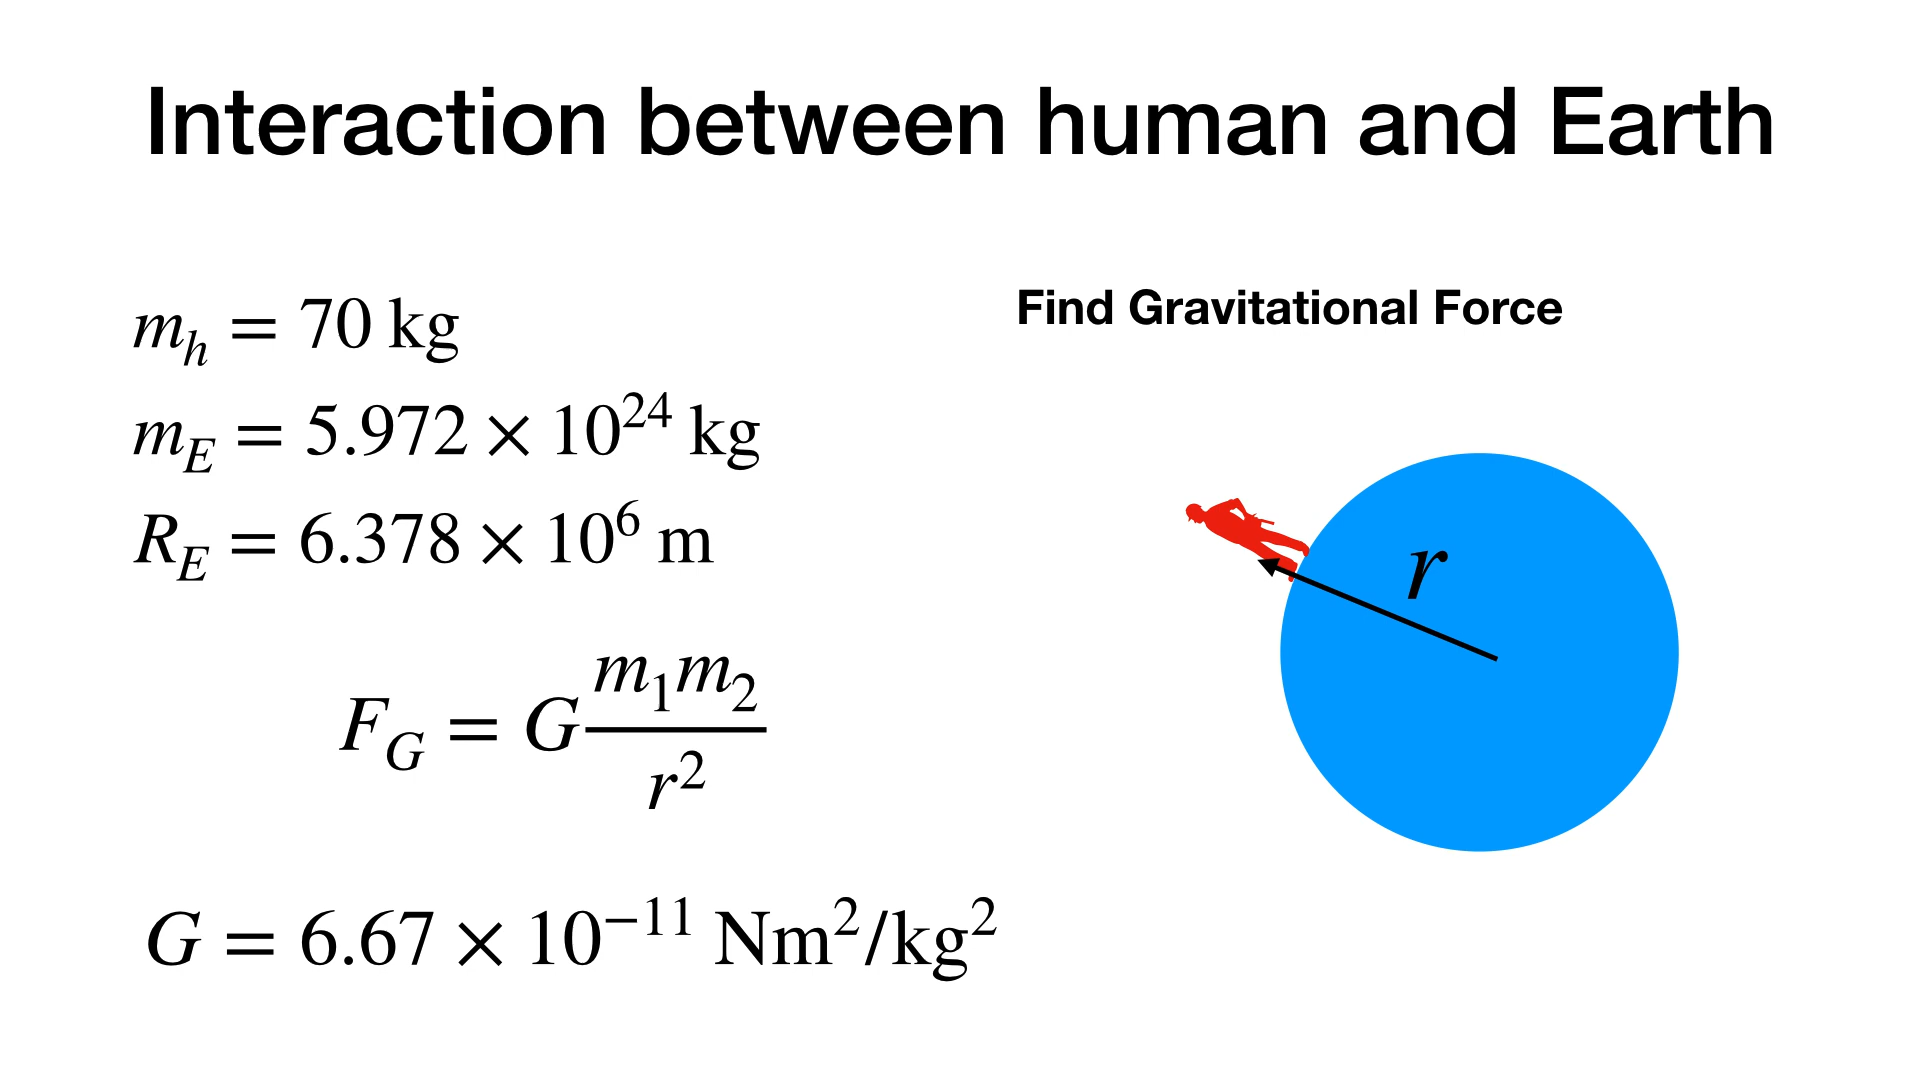 Interaction between human and Earth
m_h = 70 kg
Find Gravitational Force
m_E = 5.972 × 10^24 kg
R_E = 6.378 × 10^6 m
r
F_G = G m_1 m_2 / r^2
G = 6.67 × 10^−11 Nm^2/kg^2